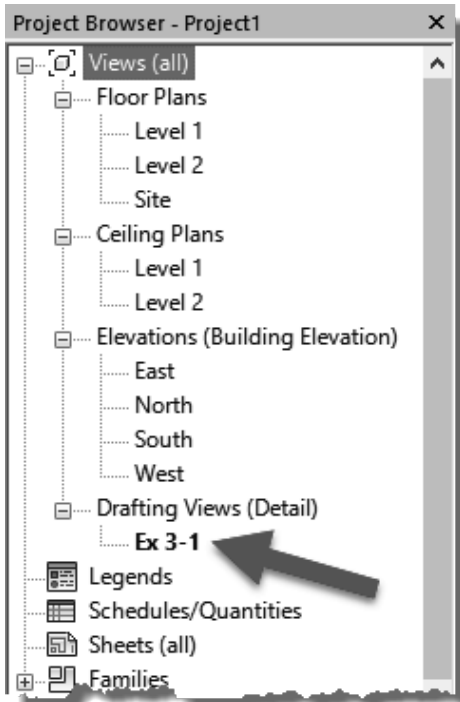 Project Browser - Project1
Views (all)
Floor Plans
Level 1
Level 2
Site
Ceiling Plans
Level 1
Level 2
Elevations (Building Elevation)
East
North
South
West
Drafting Views (Detail)
Ex 3-1
Legends
Schedules/Quantities
Sheets (all)
Families